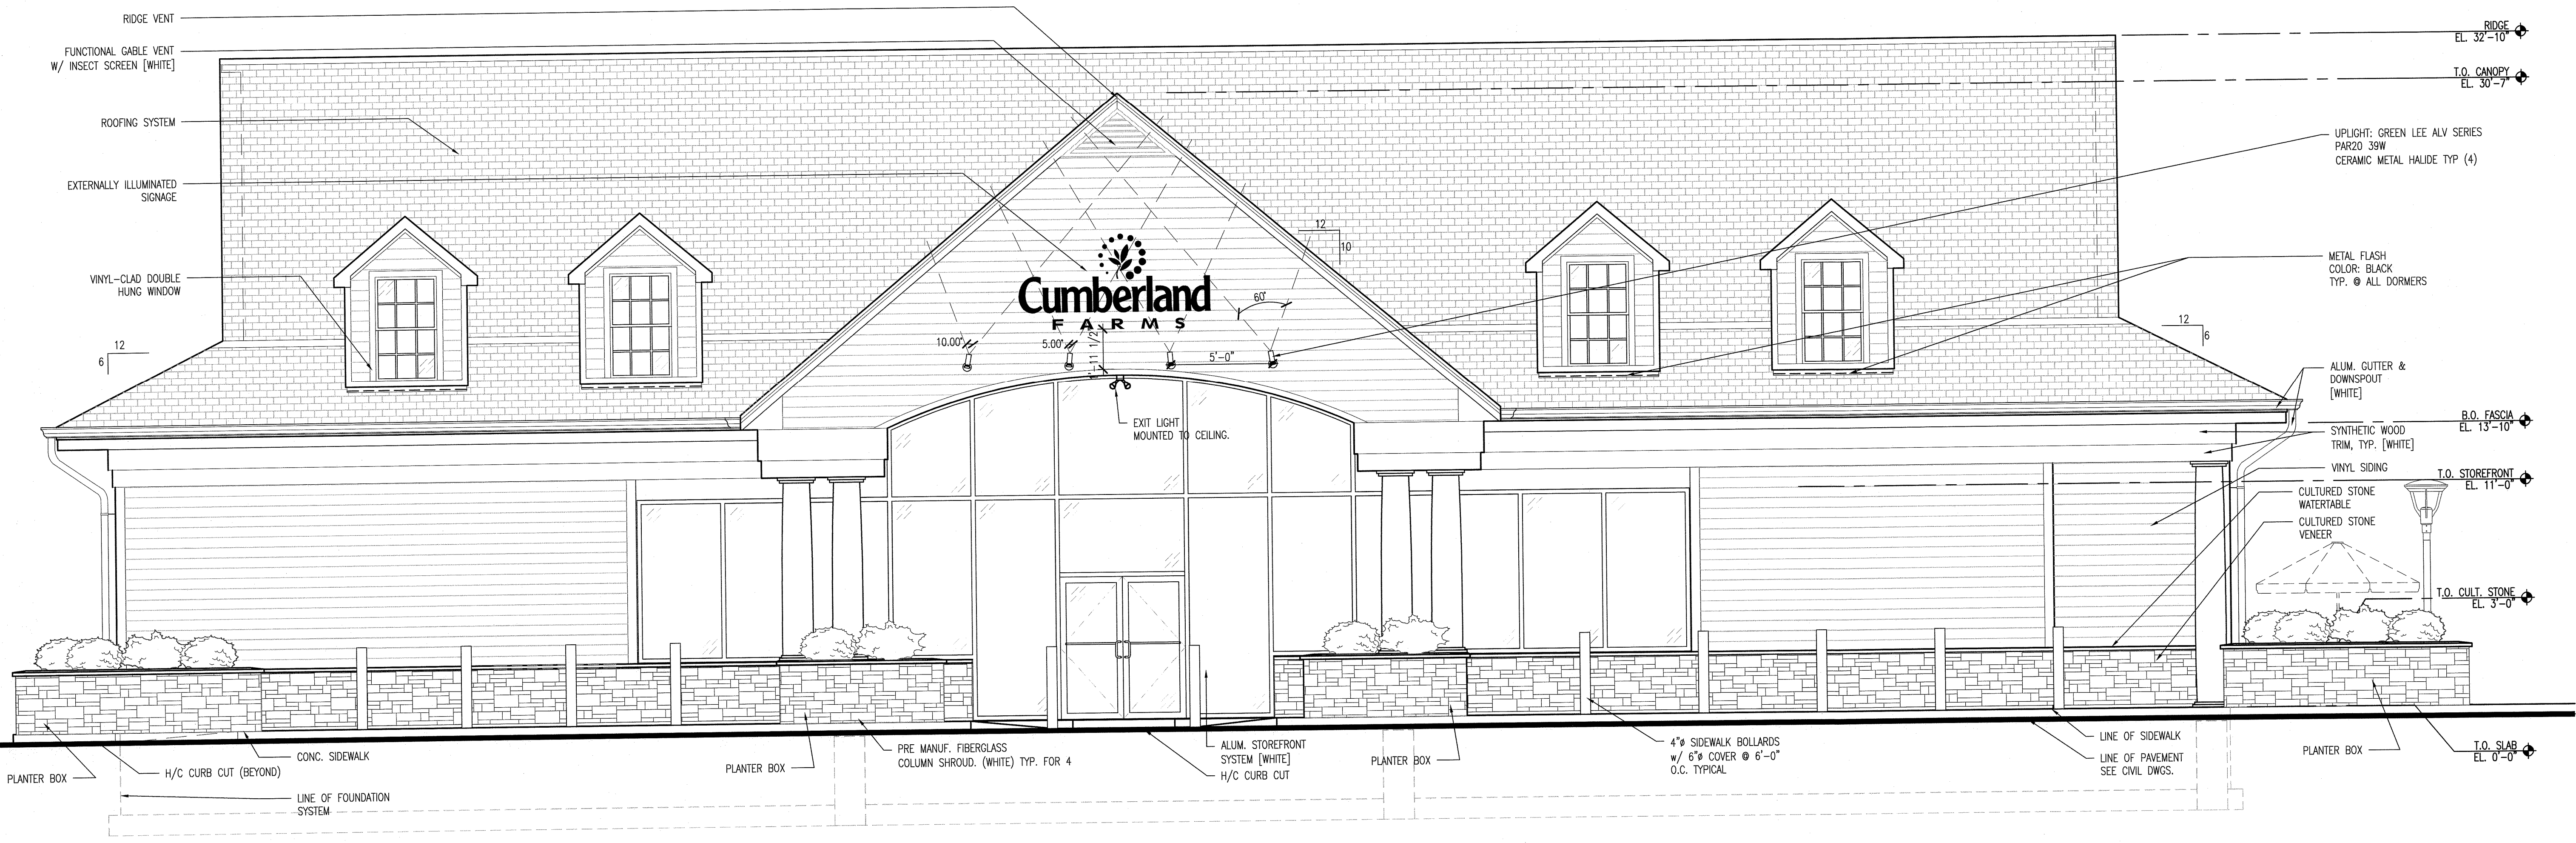 RIDGE VENT
FUNCTIONAL GABLE VENT
W/ INSECT SCREEN [WHITE]
ROOFING SYSTEM
EXTERNALLY ILLUMINATED
SIGNAGE
VINYL-CLAD DOUBLE
HUNG WINDOW
12
6
12
10
Cumberland
FARMS
60°
10.00°
5.00°
1'-11 1/2"
5'-0"
EXIT LIGHT
MOUNTED TO CEILING.
12
6
RIDGE
EL. 32'-10"
T.O. CANOPY
EL. 30'-7"
UPLIGHT: GREEN LEE ALV SERIES
PAR20 39W
CERAMIC METAL HALIDE TYP (4)
METAL FLASH
COLOR: BLACK
TYP. @ ALL DORMERS
ALUM. GUTTER &
DOWNSPOUT
[WHITE]
B.O. FASCIA
EL. 13'-10"
SYNTHETIC WOOD
TRIM, TYP. [WHITE]
VINYL SIDING
T.O. STOREFRONT
EL. 11'-0"
CULTURED STONE
WATERTABLE
CULTURED STONE
VENEER
T.O. CULT. STONE
EL. 3'-0"
T.O. SLAB
EL. 0'-0"
PLANTER BOX
H/C CURB CUT (BEYOND)
CONC. SIDEWALK
LINE OF FOUNDATION
SYSTEM
PLANTER BOX
PRE MANUF. FIBERGLASS
COLUMN SHROUD. (WHITE) TYP. FOR 4
ALUM. STOREFRONT
SYSTEM [WHITE]
H/C CURB CUT
PLANTER BOX
4"ø SIDEWALK BOLLARDS
w/ 6"ø COVER @ 6'-0"
O.C. TYPICAL
LINE OF SIDEWALK
LINE OF PAVEMENT
SEE CIVIL DWGS.
PLANTER BOX